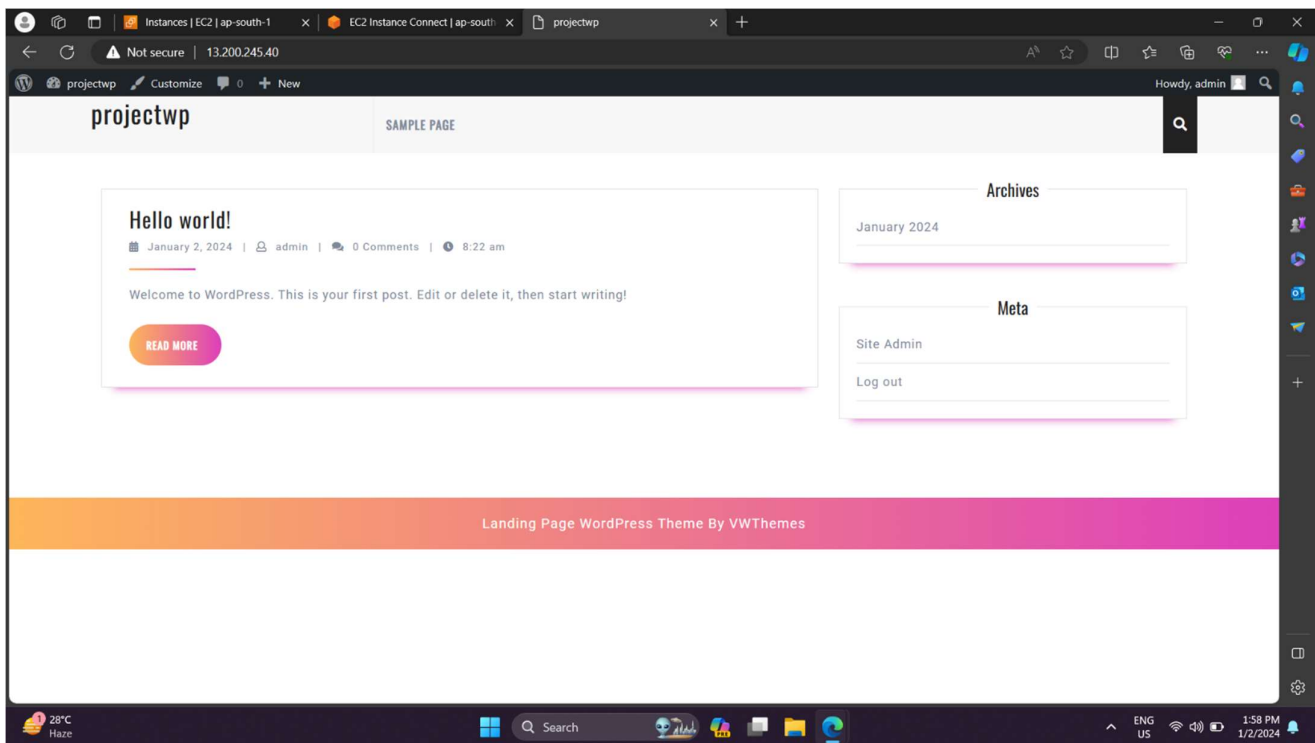 Instances | EC2 | ap-south-1
EC2 Instance Connect | ap-south
projectwp
Not secure | 13.200.245.40
projectwp Customize 0 New
Howdy, admin
projectwp
SAMPLE PAGE
Hello world!
January 2, 2024 | admin | 0 Comments | 8:22 am
Welcome to WordPress. This is your first post. Edit or delete it, then start writing!
READ MORE
Archives
January 2024
Meta
Site Admin
Log out
Landing Page WordPress Theme By VWThemes
1
28°C
Haze
Search
PRE
ENG
US
1:58 PM
1/2/2024